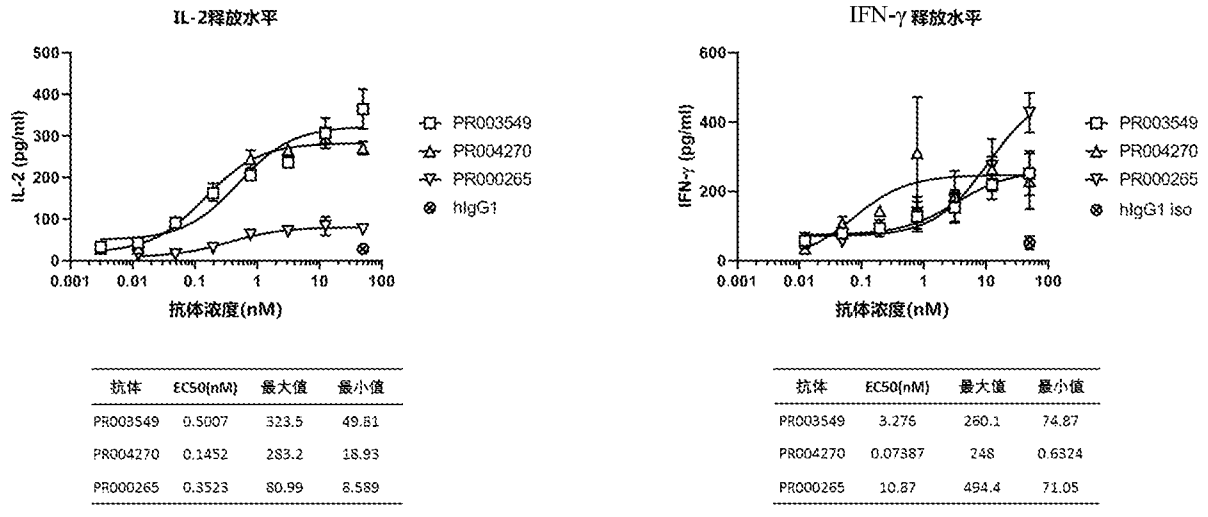 IL-2释放水平
500
400
300
200
100
0
IL-2 (pg/ml)
0.001 0.01 0.1 1 10 100
抗体浓度(nM)
PR003549
PR004270
PR000265
hIgG1
IFN-γ 释放水平
600
400
200
0
IFN-γ (pg/ml)
0.001 0.01 0.1 1 10 100
抗体浓度(nM)
PR003549
PR004270
PR000265
hIgG1 iso
抗体 EC50(nM) 最大值 最小值
PR003549 0.5007 323.5 49.81
PR004270 0.1452 283.2 18.93
PR000265 0.3523 80.99 8.589
抗体 EC50(nM) 最大值 最小值
PR003549 3.275 260.1 74.87
PR004270 0.07387 248 0.6324
PR000265 10.87 494.4 71.05